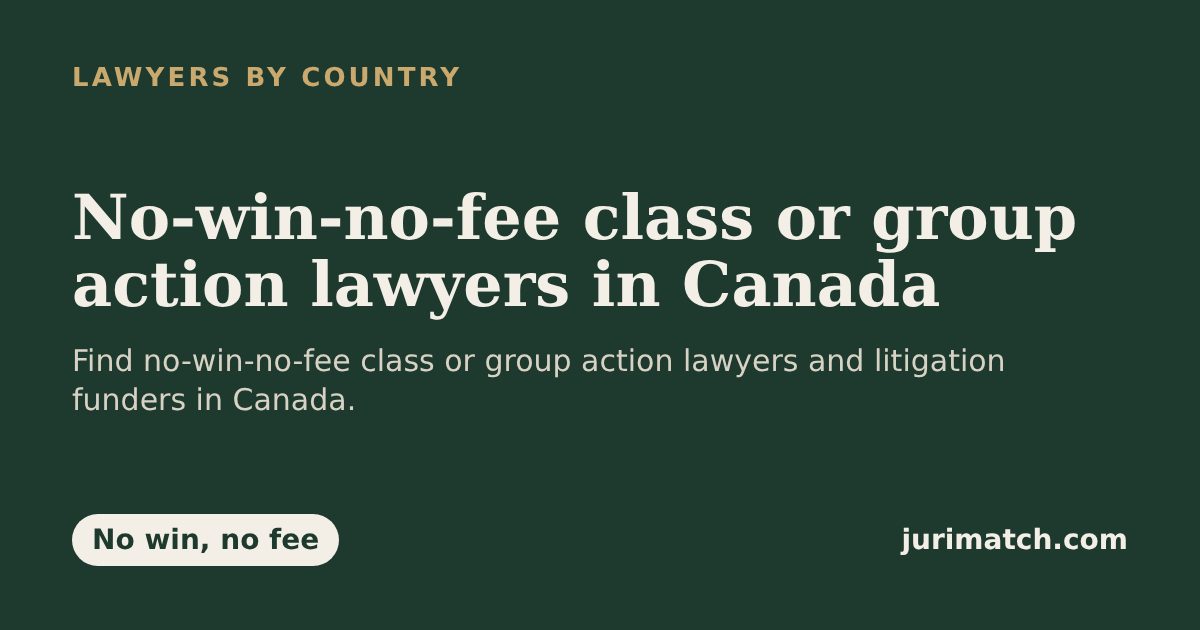 LAWYERS BY COUNTRY
No-win-no-fee class or group
action lawyers in Canada
Find no-win-no-fee class or group action lawyers and litigation
funders in Canada.
No win, no fee
jurimatch.com